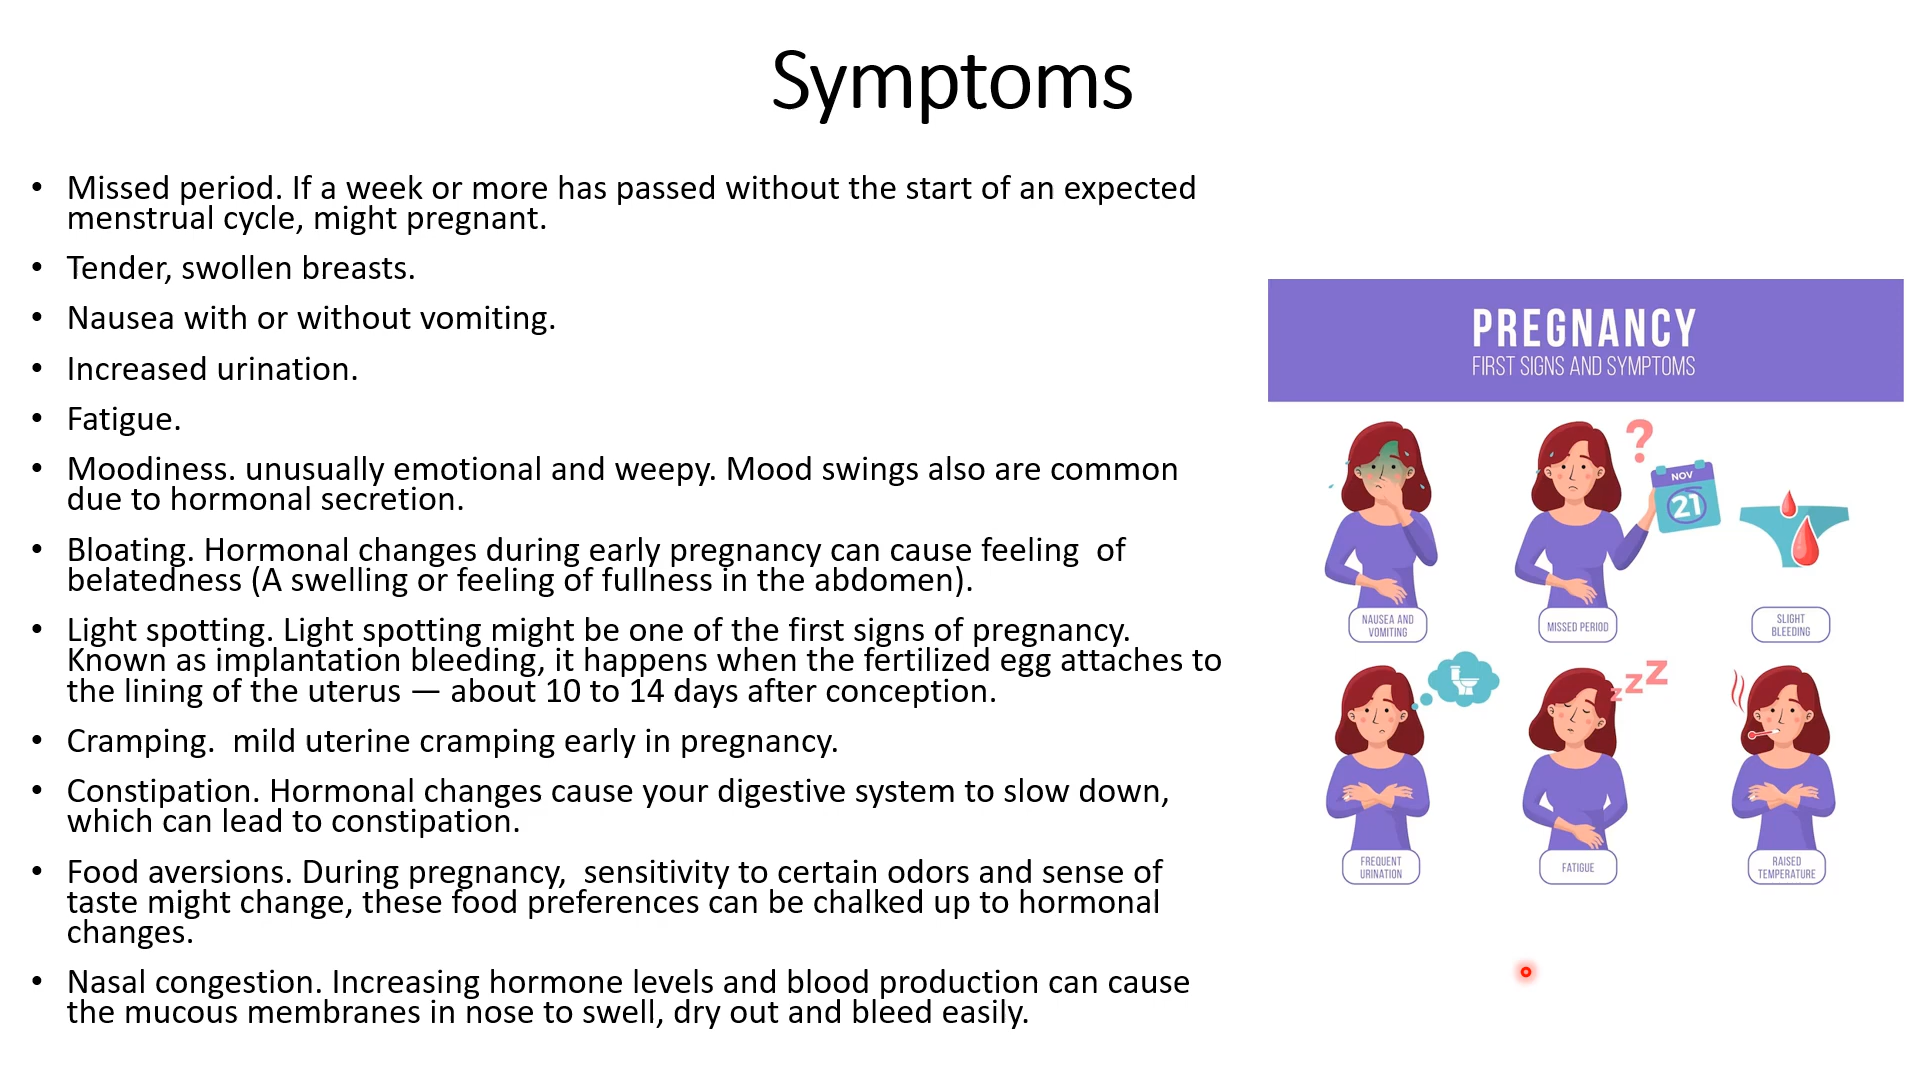 Symptoms
• Missed period. If a week or more has passed without the start of an expected
menstrual cycle, might pregnant.
• Tender, swollen breasts.
• Nausea with or without vomiting.
• Increased urination.
• Fatigue.
• Moodiness. unusually emotional and weepy. Mood swings also are common
due to hormonal secretion.
• Bloating. Hormonal changes during early pregnancy can cause feeling  of
belatedness (A swelling or feeling of fullness in the abdomen).
• Light spotting. Light spotting might be one of the first signs of pregnancy.
Known as implantation bleeding, it happens when the fertilized egg attaches to
the lining of the uterus — about 10 to 14 days after conception.
• Cramping.  mild uterine cramping early in pregnancy.
• Constipation. Hormonal changes cause your digestive system to slow down,
which can lead to constipation.
• Food aversions. During pregnancy,  sensitivity to certain odors and sense of
taste might change, these food preferences can be chalked up to hormonal
changes.
• Nasal congestion. Increasing hormone levels and blood production can cause
the mucous membranes in nose to swell, dry out and bleed easily.
PREGNANCY
FIRST SIGNS AND SYMPTOMS
?
NOV
21
NAUSEA AND
VOMITING
MISSED PERIOD
SLIGHT
BLEEDING
zZZ
FREQUENT
URINATION
FATIGUE
RAISED
TEMPERATURE